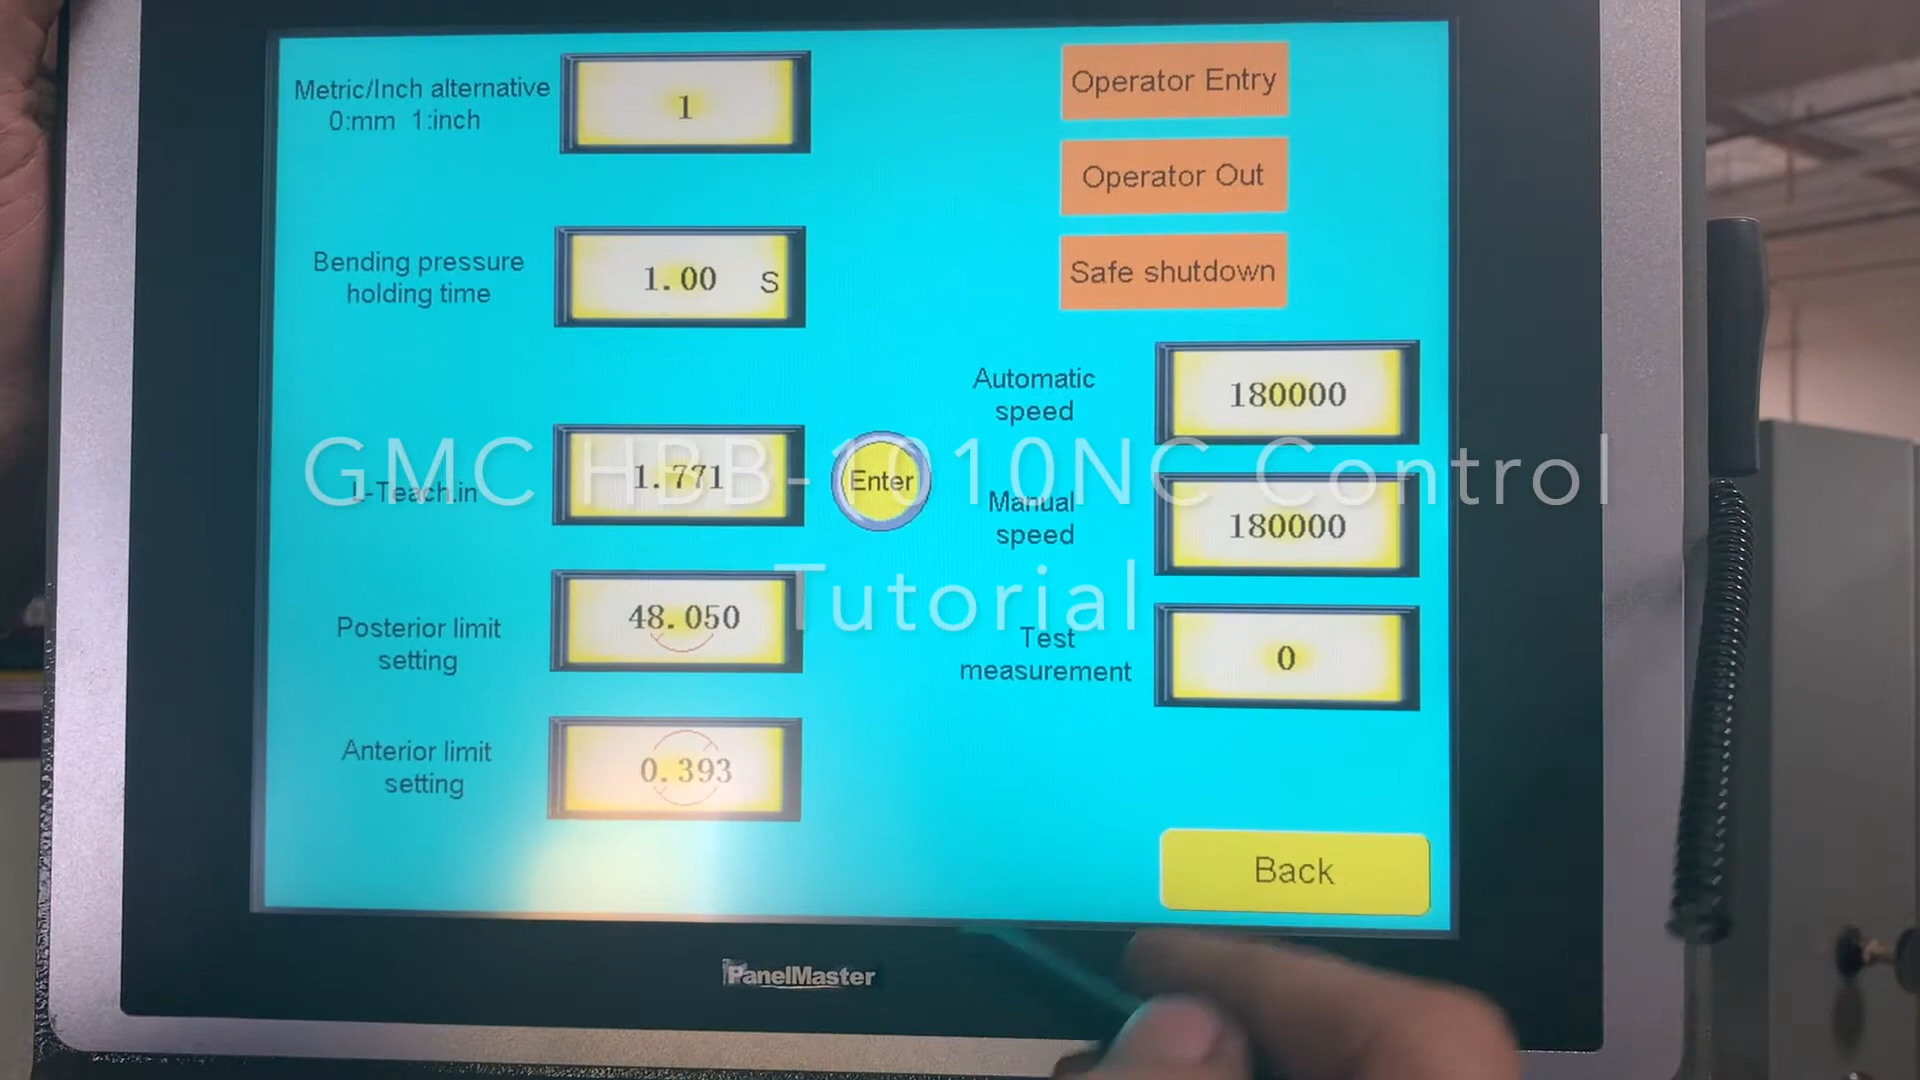 Metric/Inch alternative
0:mm 1:inch
1
Operator Entry
Operator Out
Safe shutdown
Bending pressure
holding time
1.00 S
Automatic
speed
180000
L-Teach.in
1.771
Enter
Manual
speed
180000
GMC HBB-1010NC Control
Tutorial
Posterior limit
setting
48.050
Test
measurement
0
Anterior limit
setting
0.393
Back
PanelMaster